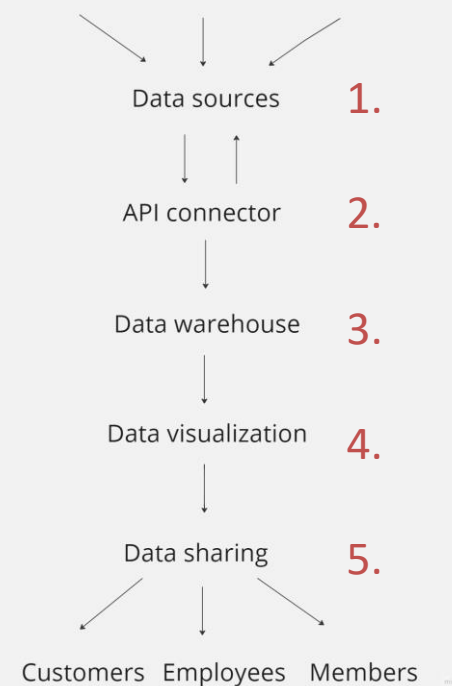 Data sources 1.
API connector 2.
Data warehouse 3.
Data visualization 4.
Data sharing 5.
Customers Employees Members